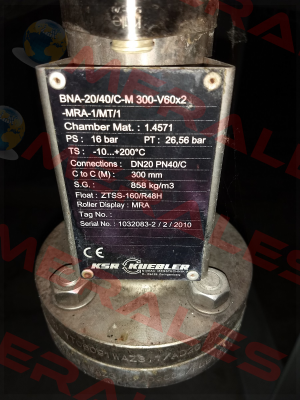 BNA-20/40/C-M 300-V60x2
-MRA-1/MT/1
Chamber Mat. : 1.4571
PS : 16 bar PT : 26,56 bar
TS : -10...+200°C
Connections : DN20 PN40/C
C to C (M) : 300 mm
S.G. : 858 kg/m3
Float : ZTSS-160/R48H
Roller Display : MRA
Tag No :
Serial No. : 1032083-2 / 2 / 2010
CE
KSR KUEBLER